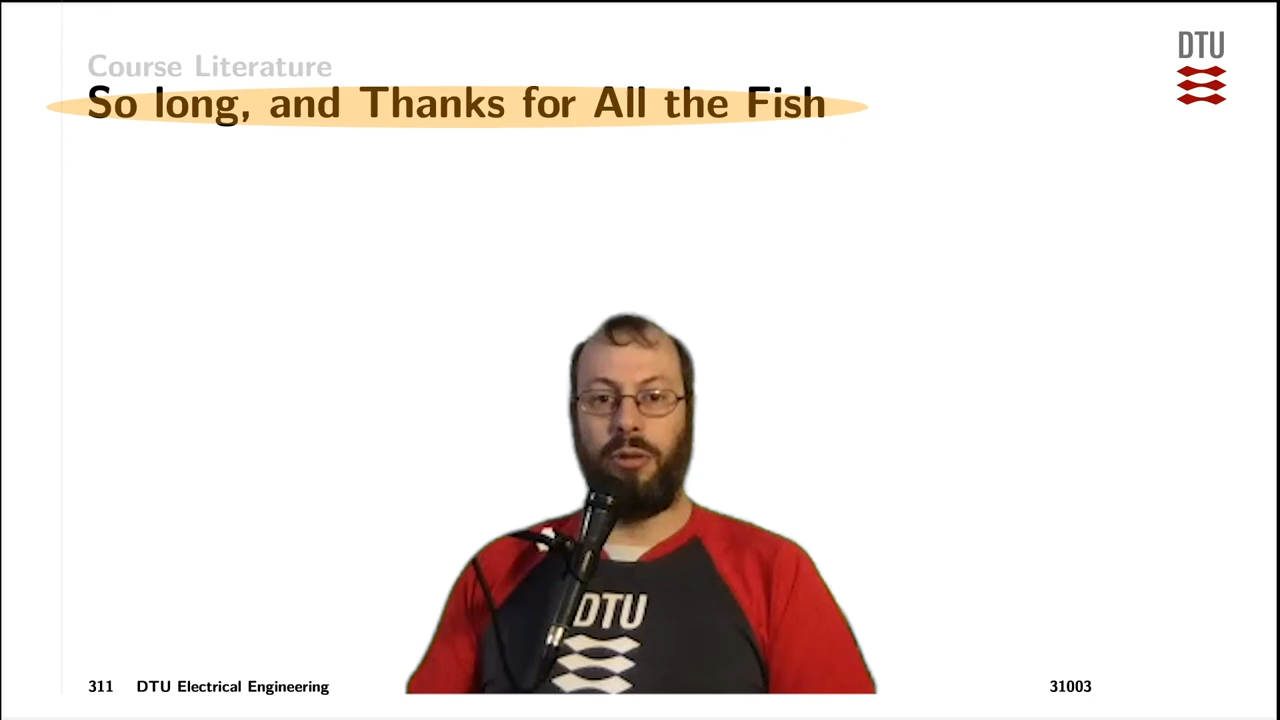 Course Literature
So long, and Thanks for All the Fish
DTU
DTU
311 DTU Electrical Engineering 31003